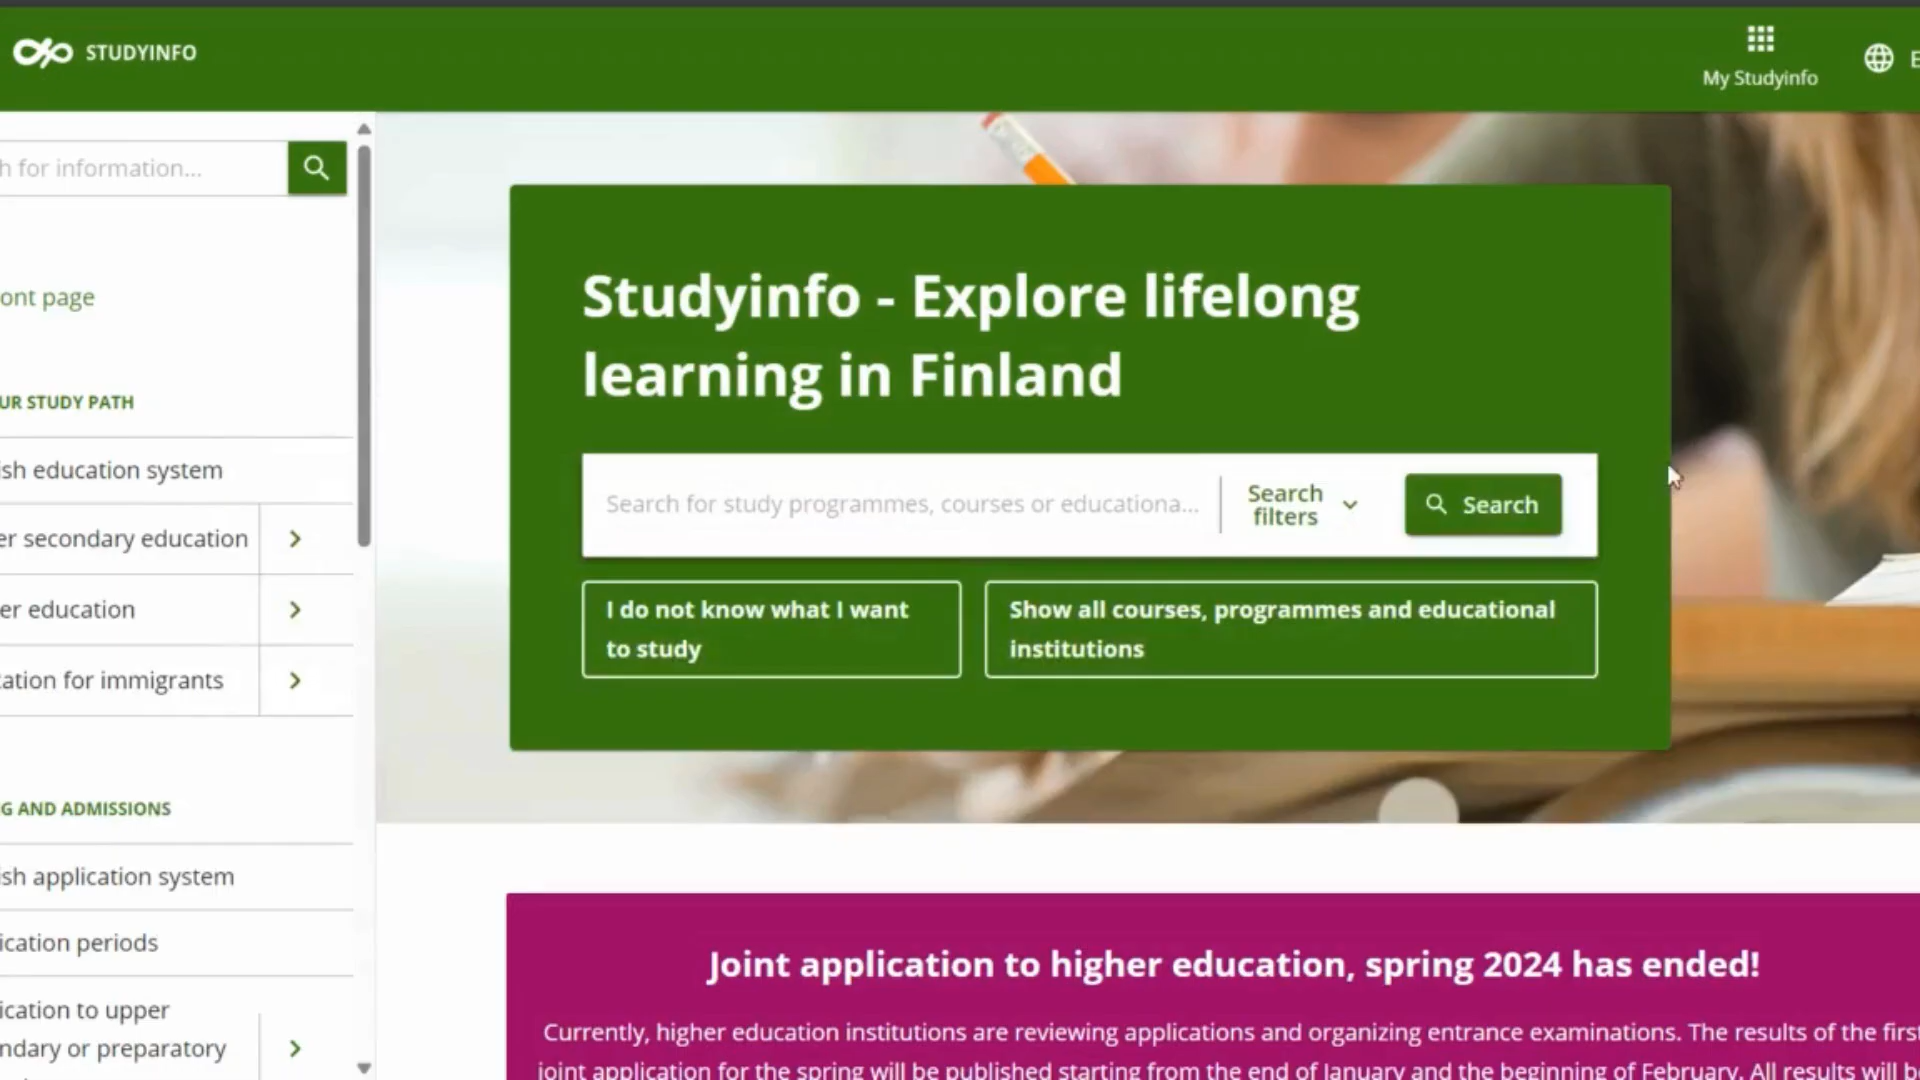 STUDYINFO
My Studyinfo
E
h for information...
ont page
UR STUDY PATH
ish education system
er secondary education
er education
ation for immigrants
G AND ADMISSIONS
ish application system
ication periods
ication to upper
ndary or preparatory
Studyinfo - Explore lifelong
learning in Finland
Search for study programmes, courses or educationa...
Search
filters
Search
I do not know what I want
to study
Show all courses, programmes and educational
institutions
Joint application to higher education, spring 2024 has ended!
Currently, higher education institutions are reviewing applications and organizing entrance examinations. The results of the first
joint application for the spring will be published starting from the end of January and the beginning of February. All results will b